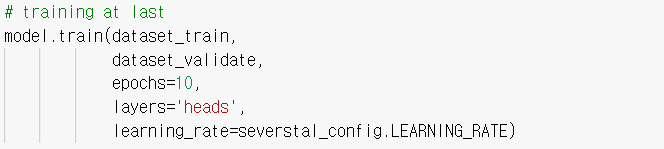 # training at last
model.train(dataset_train,
dataset_validate,
epochs=10,
layers='heads',
learning_rate=severstal_config.LEARNING_RATE)